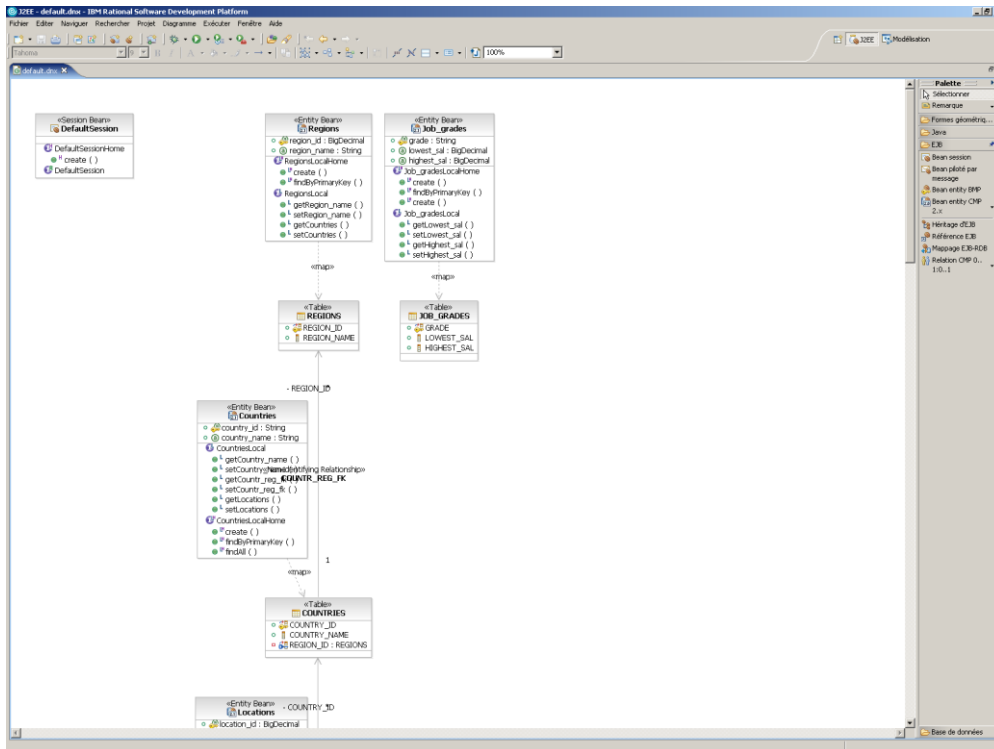 J2EE - default.dnx - IBM Rational Software Development Platform
Fichier Editer Naviguer Rechercher Projet Diagramme Exécuter Fenêtre Aide
Tahoma 9 100%
J2EE Modélisation
default.dnx
«Session Bean»
DefaultSession
DefaultSessionHome
create ( )
DefaultSession
«Entity Bean»
Regions
region_id : BigDecimal
region_name : String
RegionsLocalHome
create ( )
findByPrimaryKey ( )
RegionsLocal
getRegion_name ( )
setRegion_name ( )
getCountries ( )
setCountries ( )
«Entity Bean»
Job_grades
grade : String
lowest_sal : BigDecimal
highest_sal : BigDecimal
Job_gradesLocalHome
create ( )
findByPrimaryKey ( )
create ( )
Job_gradesLocal
getLowest_sal ( )
setLowest_sal ( )
getHighest_sal ( )
setHighest_sal ( )
«map»
«map»
«Table»
REGIONS
REGION_ID
REGION_NAME
«Table»
JOB_GRADES
GRADE
LOWEST_SAL
HIGHEST_SAL
- REGION_ID
«Entity Bean»
Countries
country_id : String
country_name : String
CountriesLocal
getCountry_name ( )
Relationship»
COUNTR_REG_FK
setCountr_reg_fk ( )
getLocations ( )
setLocations ( )
CountriesLocalHome
create ( )
findByPrimaryKey ( )
findAll ( )
1
«map»
«Table»
COUNTRIES
COUNTRY_ID
COUNTRY_NAME
REGION_ID : REGIONS
«Entity Bean»
Locations
location_id : BigDecimal
- COUNTRY_ID
Palette
Sélectionner
Remarque
Formes géométriq...
Java
EJB
Bean session
Bean piloté par
message
Bean entity BMP
Bean entity CMP
2.x
Héritage d'EJB
Référence EJB
Mappage EJB-RDB
Relation CMP 0..
1:0..1
Base de données